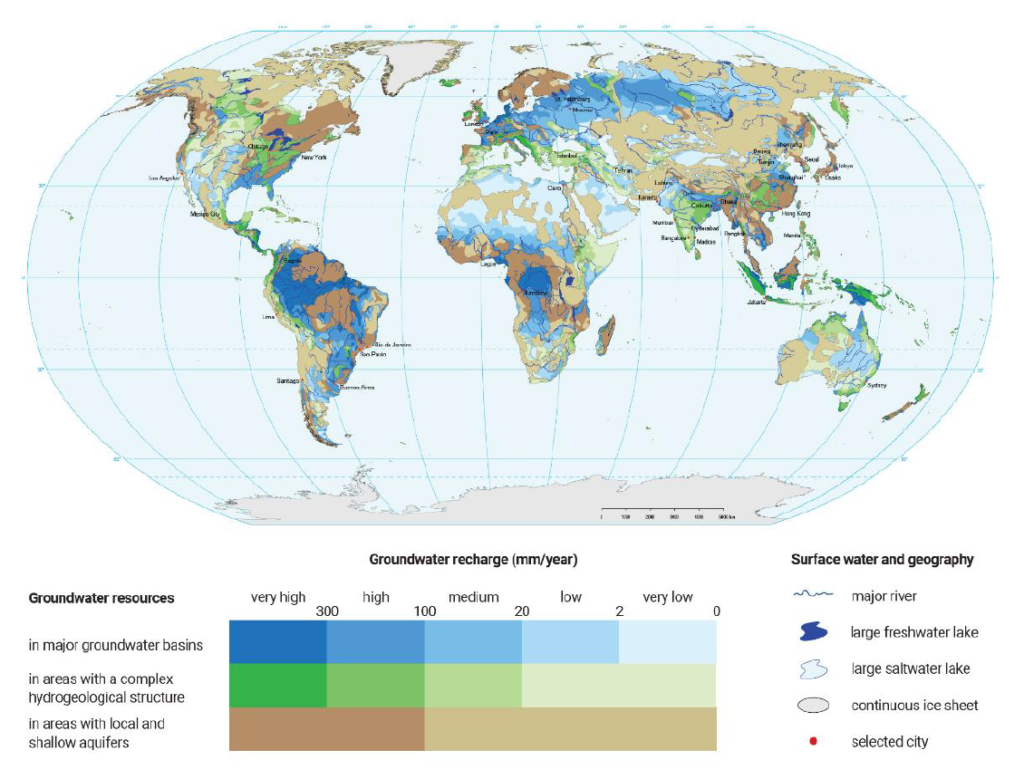 St. Petersburg
Moscow
London
Paris
Chicago
New York
Istanbul
Beijing
Shenyang
Tianjin
Seoul
Tokyo
Tehran
Los Angeles
Cairo
Lahore
Shanghai
Osaka
Karachi
Dhaka
Mexico City
Hong Kong
Mumbai
Hyderabad
Bangalore
Madras
Bangkok
Manila
Lagos
Bogota
Kinshasa
Jakarta
Lima
Rio de Janeiro
Sao Paulo
Santiago
Buenos Aires
Sydney
Groundwater recharge (mm/year)
Surface water and geography
Groundwater resources
very high
high
medium
low
very low
300
100
20
2
0
major river
in major groundwater basins
large freshwater lake
in areas with a complex
hydrogeological structure
large saltwater lake
continuous ice sheet
in areas with local and
shallow aquifers
selected city